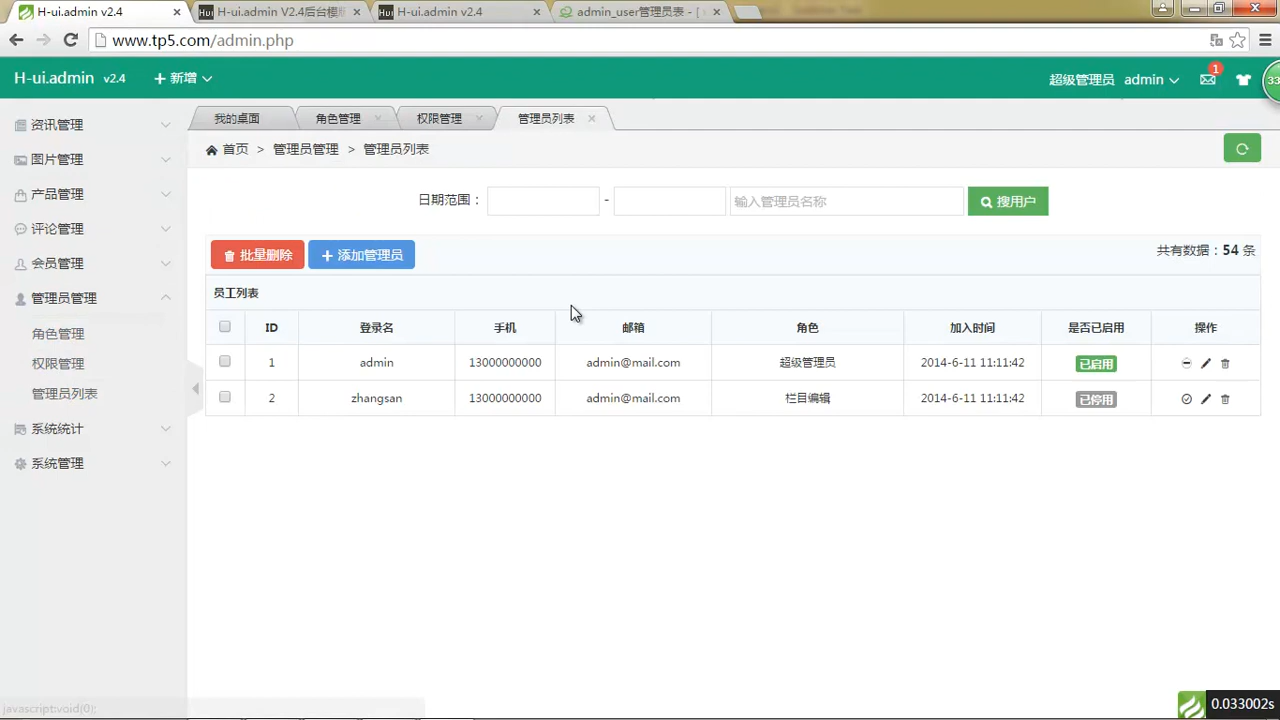 H-ui.admin v2.4
H-ui.admin V2.4后台模版
H-ui.admin v2.4
admin_user管理员表 - [
www.tp5.com/admin.php
H-ui.admin v2.4
新增
超级管理员 admin
1
33
资讯管理
图片管理
产品管理
评论管理
会员管理
管理员管理
角色管理
权限管理
管理员列表
系统统计
系统管理
我的桌面
角色管理
权限管理
管理员列表
首页 > 管理员管理 > 管理员列表
日期范围： - 输入管理员名称 搜用户
批量删除 添加管理员 共有数据：54 条
员工列表
ID 登录名 手机 邮箱 角色 加入时间 是否已启用 操作
1 admin 13000000000 admin@mail.com 超级管理员 2014-6-11 11:11:42 已启用
2 zhangsan 13000000000 admin@mail.com 栏目编辑 2014-6-11 11:11:42 已停用
javascript:void(0);
0.033002s